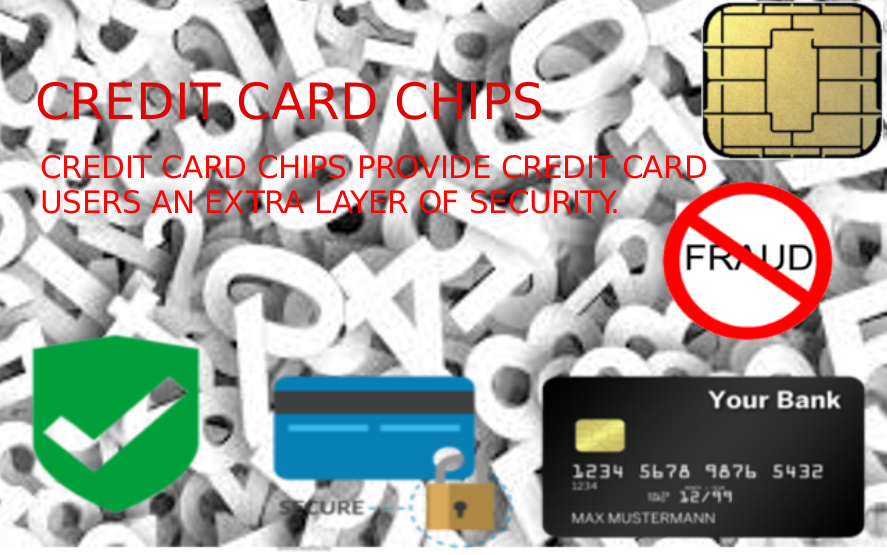 CREDIT CARD CHIPS
CREDIT CARD CHIPS PROVIDE CREDIT CARD
USERS AN EXTRA LAYER OF SECURITY.
FRAUD
SECURE
Your Bank
1234 5678 9876 5432
1234
12/99
MAX MUSTERMANN